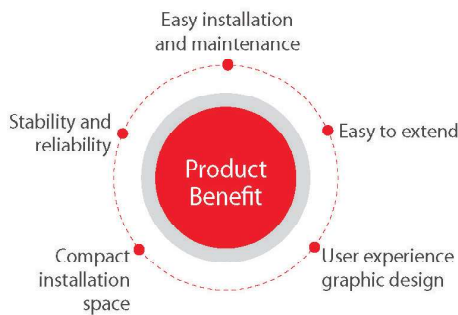 Easy installation
and maintenance
Stability and
reliability
Easy to extend
Product
Benefit
Compact
installation
space
User experience
graphic design